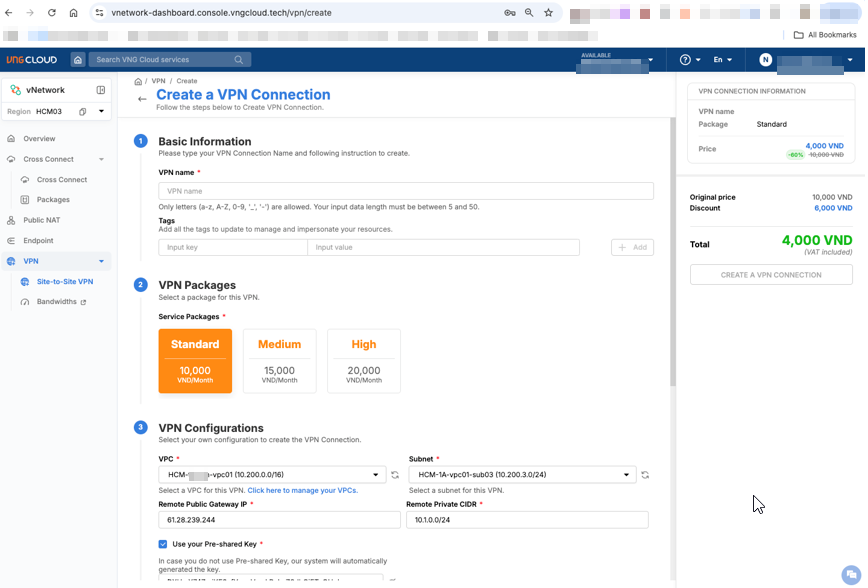 vnetwork-dashboard.console.vngcloud.tech/vpn/create
All Bookmarks
VNG CLOUD
Search VNG Cloud services
AVAILABLE
En
N
vNetwork
Region HCM03
Overview
Cross Connect
Cross Connect
Packages
Public NAT
Endpoint
VPN
Site-to-Site VPN
Bandwidths
/ VPN / Create
Create a VPN Connection
Follow the steps below to Create VPN Connection.
1 Basic Information
Please type your VPN Connection Name and following instruction to create.
VPN name *
VPN name
Only letters (a-z, A-Z, 0-9, '_', '-') are allowed. Your input data length must be between 5 and 50.
Tags
Add all the tags to update to manage and impersonate your resources.
Input key Input value + Add
2 VPN Packages
Select a package for this VPN.
Service Packages *
Standard Medium High
10,000 15,000 20,000
VND/Month VND/Month VND/Month
3 VPN Configurations
Select your own configuration to create the VPN Connection.
VPC * Subnet *
-vpc01 (10.200.0.0/16) HCM-1A-vpc01-sub03 (10.200.3.0/24)
Select a VPC for this VPN. Click here to manage your VPCs. Select a subnet for this VPN.
Remote Public Gateway IP * Remote Private CIDR *
61.28.239.244 10.1.0.0/24
Use your Pre-shared Key *
In case you do not use Pre-shared Key, our system will automatically
generated the key.
VPN CONNECTION INFORMATION
VPN name
Package Standard
Price 4,000 VND
-60% 10,000 VND
Original price 10,000 VND
Discount 6,000 VND
Total 4,000 VND
(VAT included)
CREATE A VPN CONNECTION